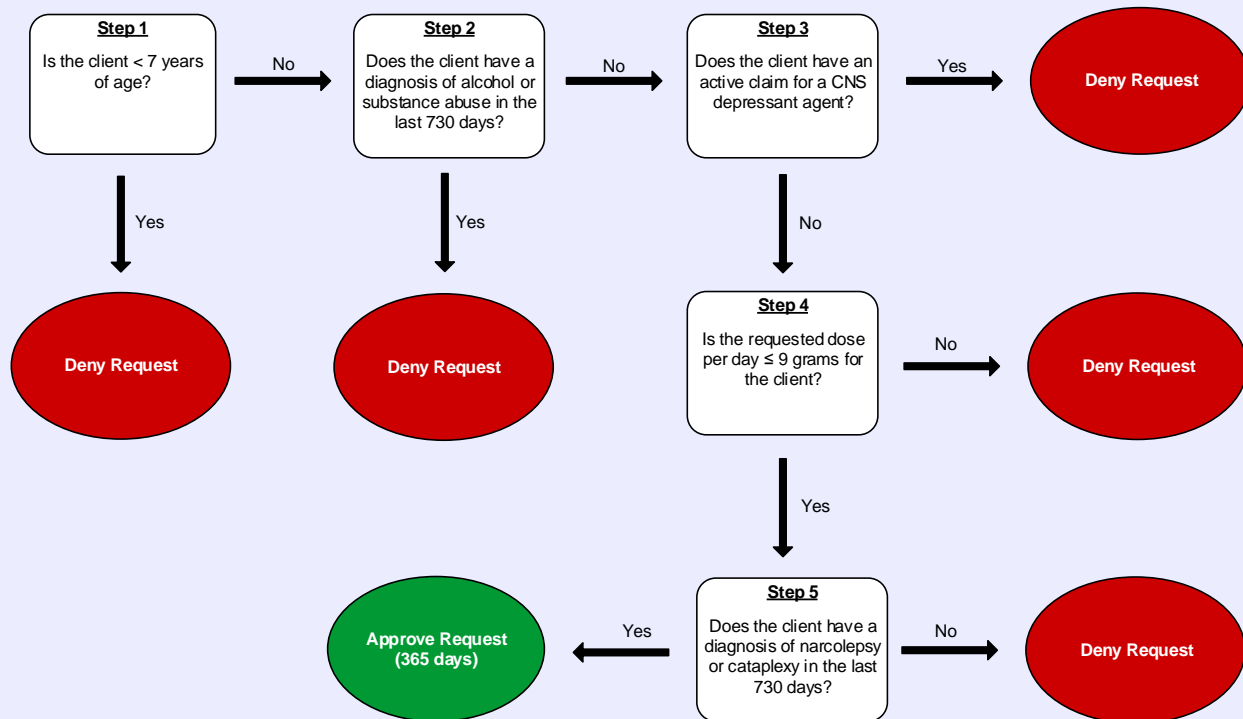 Step 1
Is the client < 7 years
of age?
No
Step 2
Does the client have a
diagnosis of alcohol or
substance abuse in the
last 730 days?
No
Step 3
Does the client have an
active claim for a CNS
depressant agent?
Yes
Deny Request
Yes
Yes
No
Deny Request
Deny Request
Step 4
Is the requested dose
per day ≤ 9 grams for
the client?
No
Deny Request
Yes
Approve Request
(365 days)
Yes
Step 5
Does the client have a
diagnosis of narcolepsy
or cataplexy in the last
730 days?
No
Deny Request